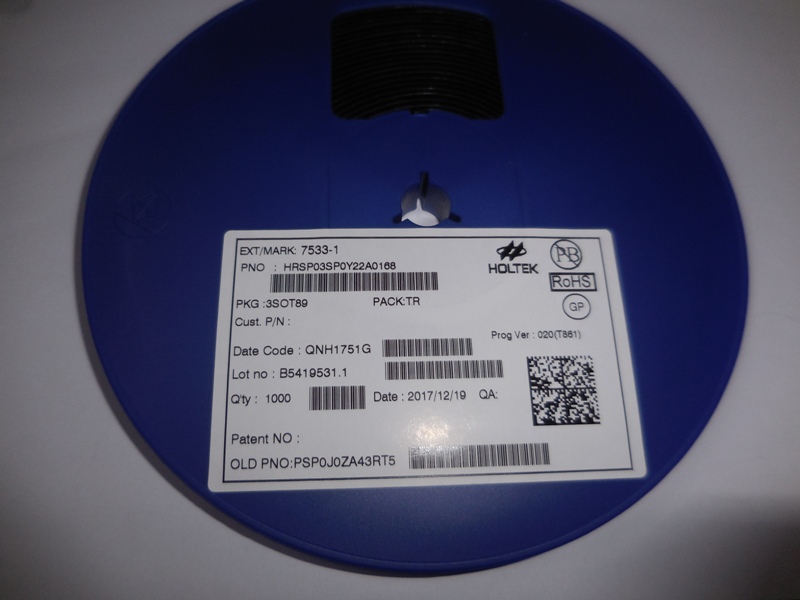 EXT/MARK: 7533-1
PNO : HRSP03SP0Y22A0168
HOLTEK
PB
RoHS
GP
PKG :3SOT89 PACK:TR
Cust. P/N :
Prog Ver : 020(T861)
Date Code : QNH1751G
Lot no : B5419531.1
Q'ty : 1000 Date : 2017/12/19 QA:
Patent NO :
OLD PNO:PSP0J0ZA43RT5